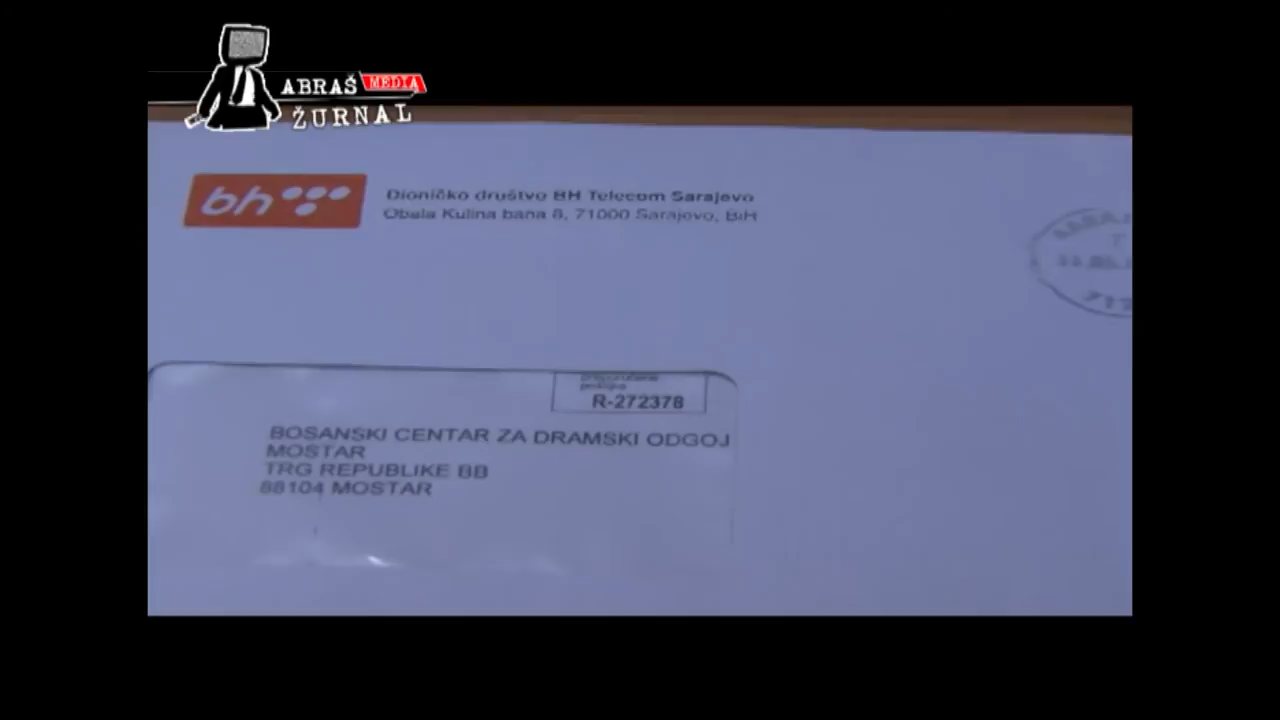 ABRAŠ MEDIA
ŽURNAL
bh
Dioničko društvo BH Telecom Sarajevo
Obala Kulina bana 8, 71000 Sarajevo, BiH
R-272378
BOSANSKI CENTAR ZA DRAMSKI ODGOJ
MOSTAR
TRG REPUBLIKE BB
88104 MOSTAR